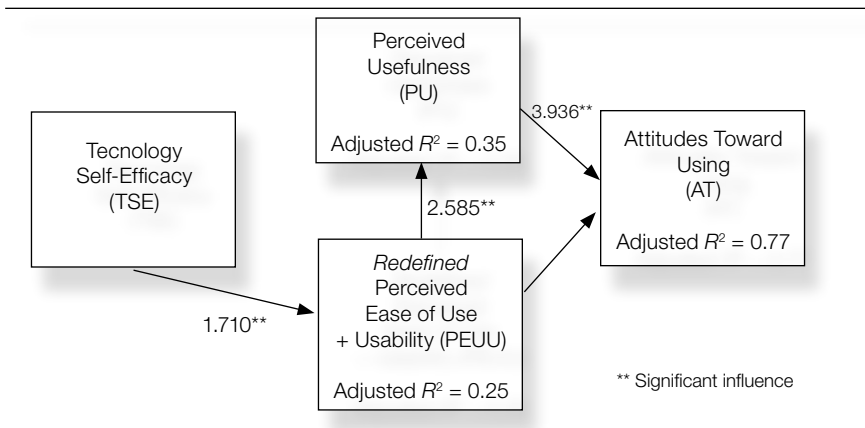 Perceived
Usefulness
(PU)
Adjusted R² = 0.35
3.936**
Tecnology
Self-Efficacy
(TSE)
Attitudes Toward
Using
(AT)
Adjusted R² = 0.77
2.585**
Redefined
Perceived
Ease of Use
+ Usability (PEUU)
Adjusted R² = 0.25
1.710**
** Significant influence